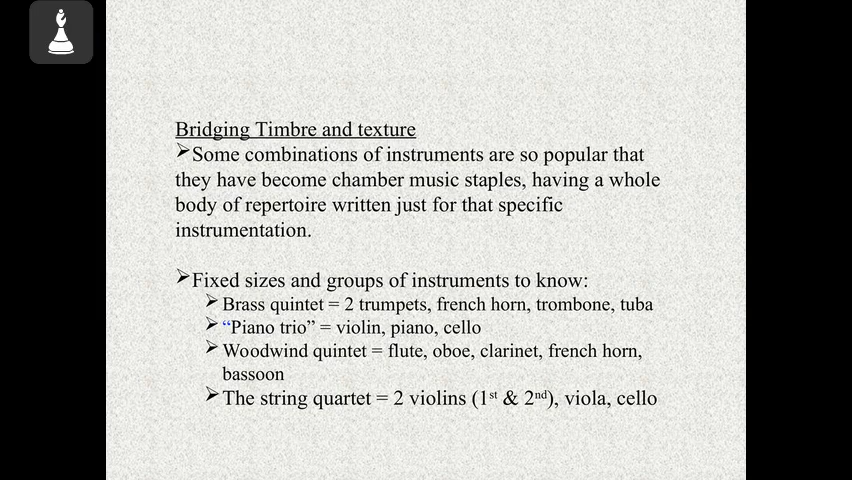 Bridging Timbre and texture
➢Some combinations of instruments are so popular that
they have become chamber music staples, having a whole
body of repertoire written just for that specific
instrumentation.
➢Fixed sizes and groups of instruments to know:
➢Brass quintet = 2 trumpets, french horn, trombone, tuba
➢“Piano trio” = violin, piano, cello
➢Woodwind quintet = flute, oboe, clarinet, french horn,
bassoon
➢The string quartet = 2 violins (1st & 2nd), viola, cello